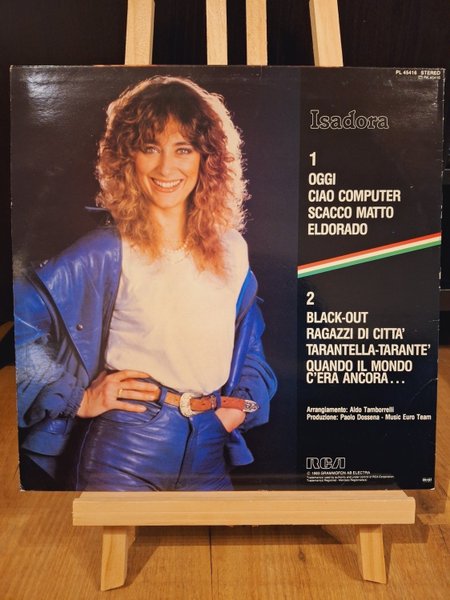 PL 45416 STEREO
Isadora
1
OGGI
CIAO COMPUTER
SCACCO MATTO
ELDORADO
2
BLACK-OUT
RAGAZZI DI CITTA'
TARANTELLA-TARANTE'
QUANDO IL MONDO
C'ERA ANCORA...
Arrangiamento: Aldo Tamborrelli
Produzione: Paolo Dossena - Music Euro Team
RCA
GRAMMOFON AB ELECTRA